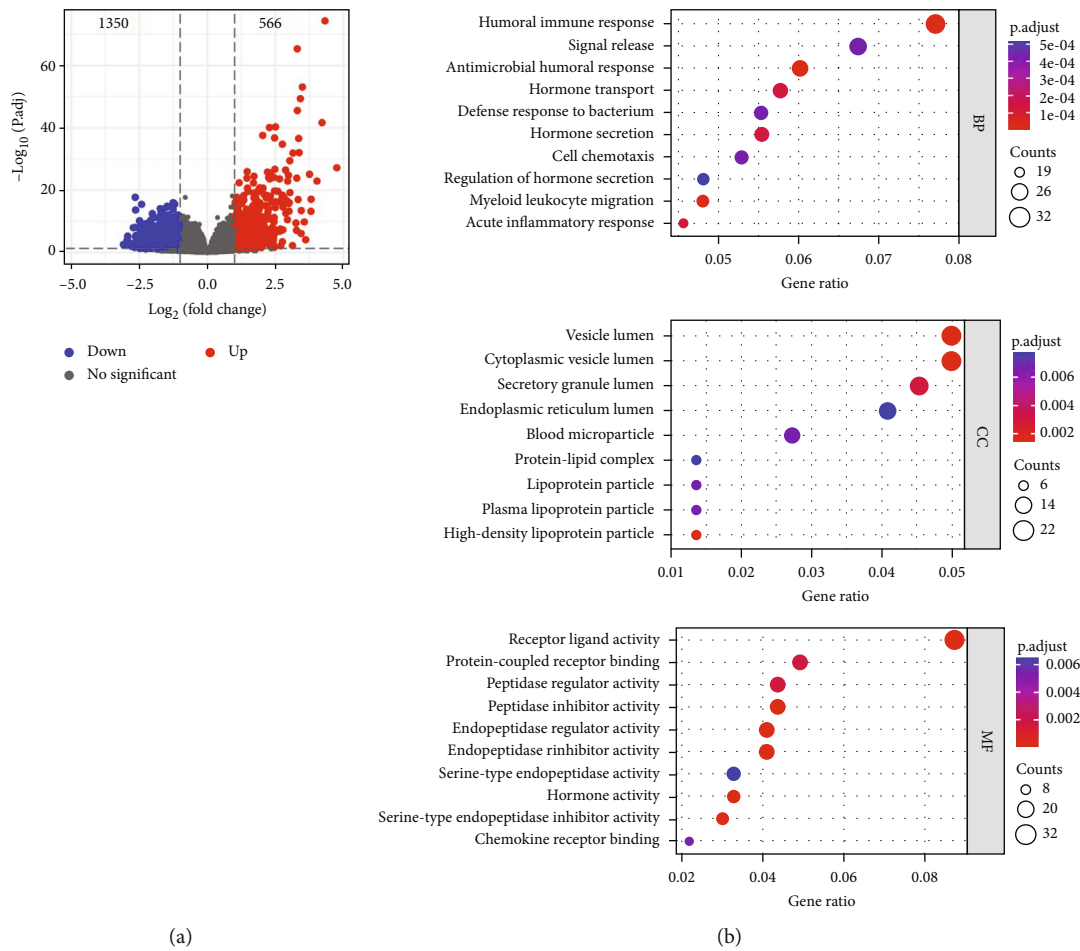 1350
566
60
40
20
0
−Log10 (P.adj)
−5.0
−2.5
0.0
2.5
5.0
Log2 (fold change)
Down
Up
No significant
(a)
Humoral immune response
Signal release
Antimicrobial humoral response
Hormone transport
Defense response to bacterium
Hormone secretion
Cell chemotaxis
Regulation of hormone secretion
Myeloid leukocyte migration
Acute inflammatory response
0.05
0.06
0.07
0.08
Gene ratio
BP
p.adjust
5e-04
4e-04
3e-04
2e-04
1e-04
Counts
19
26
32
Vesicle lumen
Cytoplasmic vesicle lumen
Secretory granule lumen
Endoplasmic reticulum lumen
Blood microparticle
Protein-lipid complex
Lipoprotein particle
Plasma lipoprotein particle
High-density lipoprotein particle
0.01
0.02
0.03
0.04
0.05
Gene ratio
CC
p.adjust
0.006
0.004
0.002
Counts
6
14
22
Receptor ligand activity
Protein-coupled receptor binding
Peptidase regulator activity
Peptidase inhibitor activity
Endopeptidase regulator activity
Endopeptidase rinhibitor activity
Serine-type endopeptidase activity
Hormone activity
Serine-type endopeptidase inhibitor activity
Chemokine receptor binding
0.02
0.04
0.06
0.08
Gene ratio
MF
p.adjust
0.006
0.004
0.002
Counts
8
20
32
(b)